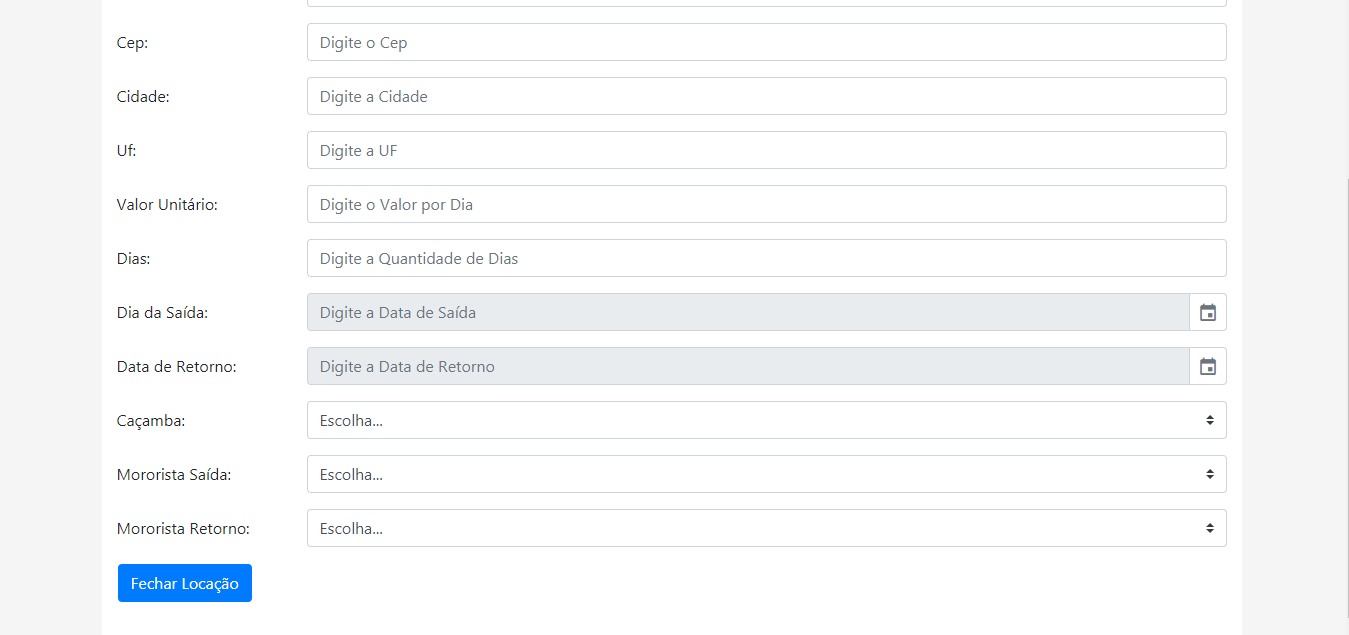 Cep: Digite o Cep
Cidade: Digite a Cidade
Uf: Digite a UF
Valor Unitário: Digite o Valor por Dia
Dias: Digite a Quantidade de Dias
Dia da Saída: Digite a Data de Saída
Data de Retorno: Digite a Data de Retorno
Caçamba: Escolha...
Mororista Saída: Escolha...
Mororista Retorno: Escolha...
Fechar Locação